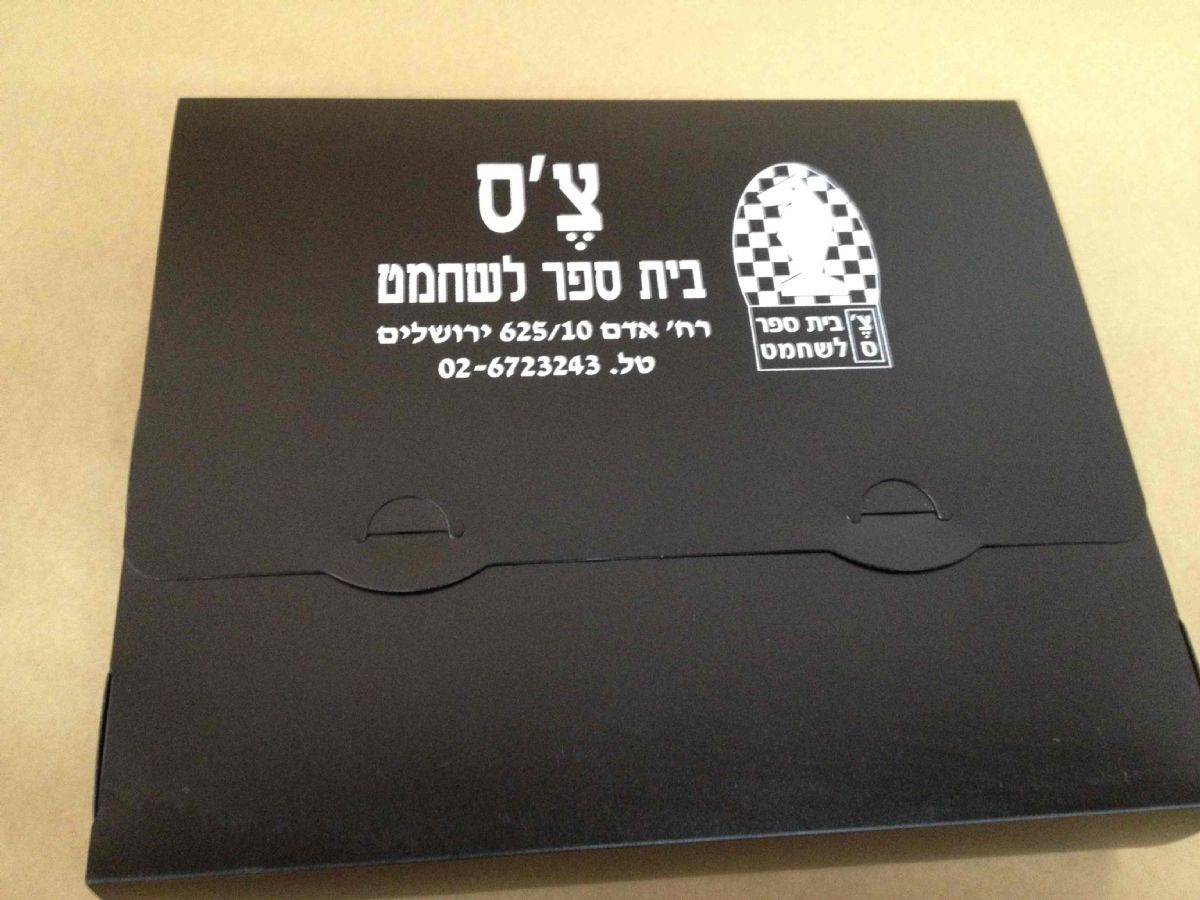 צֶ'ס
בית ספר לשחמט
רח' אדם 625/10 ירושלים
טל. 02-6723243
צֶ'ס בית ספר
לשחמט